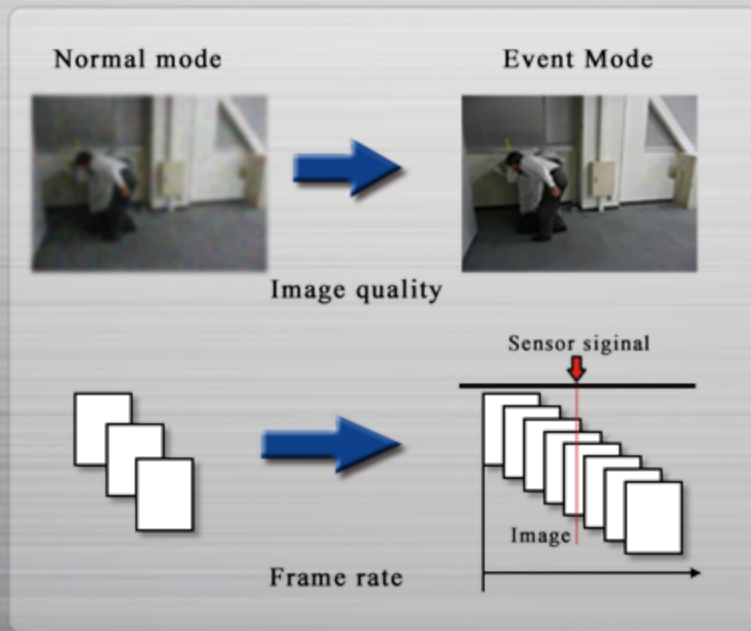 Normal mode
Event Mode
Image quality
Sensor siginal
Image
Frame rate